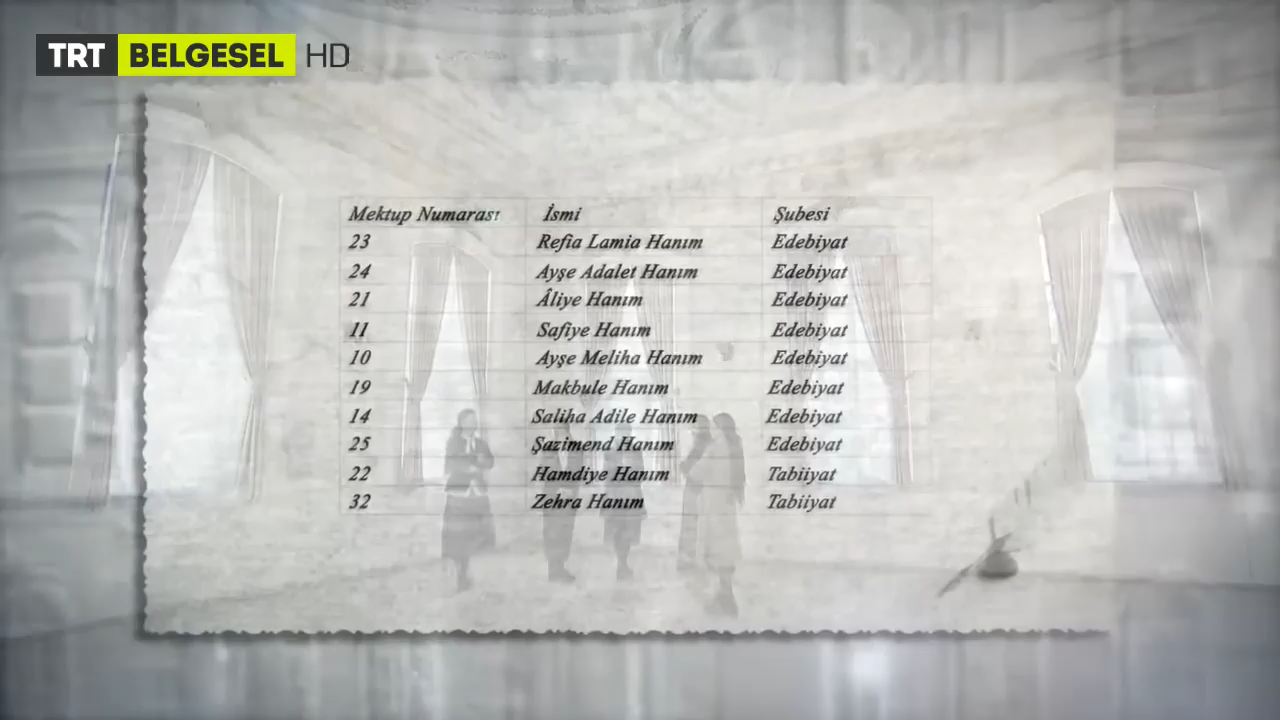 TRT BELGESEL HD
Mektup Numarası İsmi Şubesi
23 Refia Lamia Hanım Edebiyat
24 Ayşe Adalet Hanım Edebiyat
21 Âliye Hanım Edebiyat
11 Safiye Hanım Edebiyat
10 Ayşe Meliha Hanım Edebiyat
19 Makbule Hanım Edebiyat
14 Saliha Adile Hanım Edebiyat
25 Şazimend Hanım Edebiyat
22 Hamdiye Hanım Tabiiyat
32 Zehra Hanım Tabiiyat